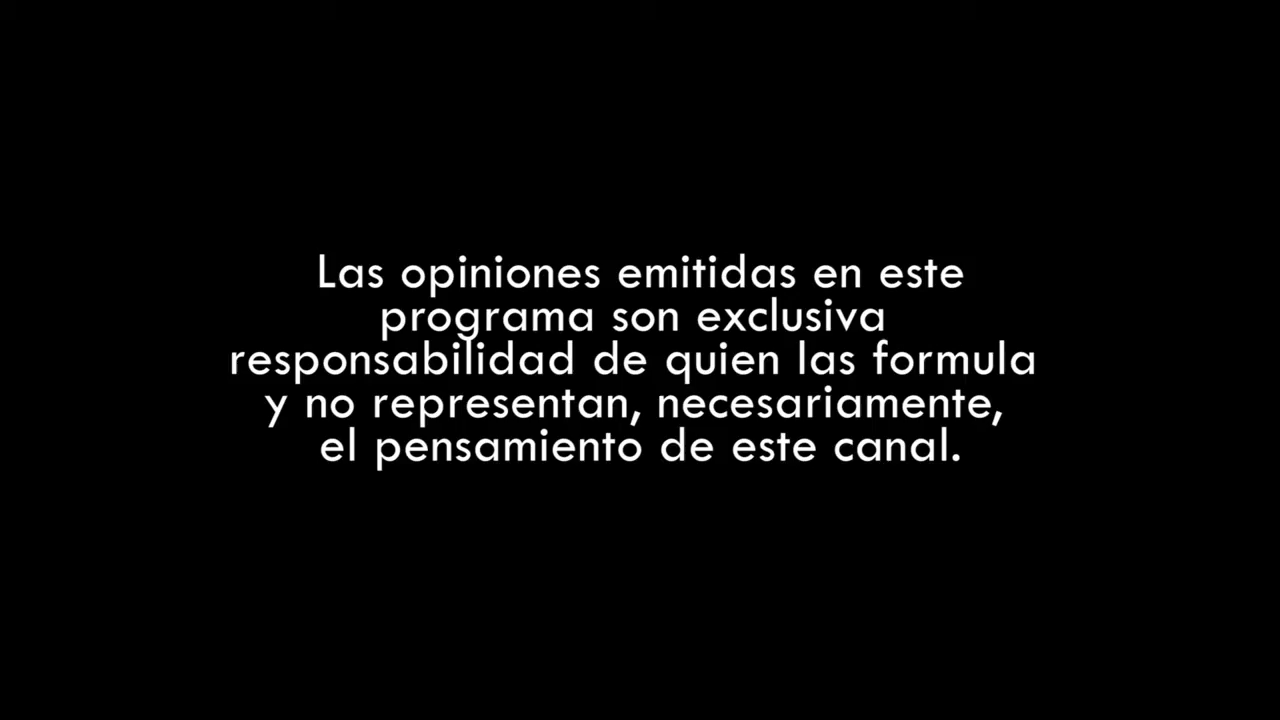 Las opiniones emitidas en este
programa son exclusiva
responsabilidad de quien las formula
y no representan, necesariamente,
el pensamiento de este canal.